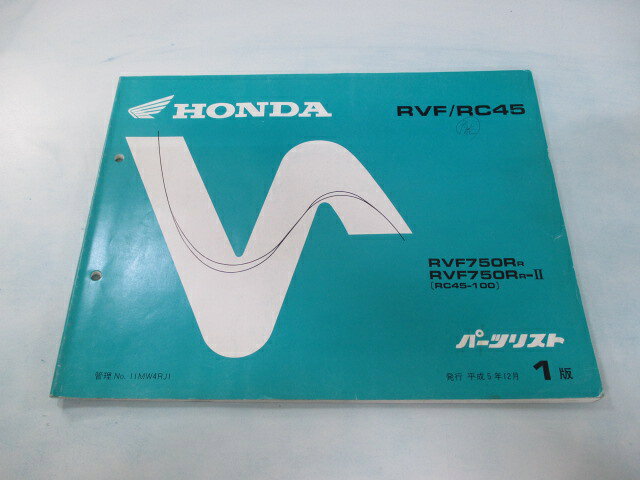 HONDA
RVF/RC45
RVF750RR
RVF750RR-II
(RC45-100)
パーツリスト
管理 No. 11MW4RJ1
発行 平成5年12月 1版